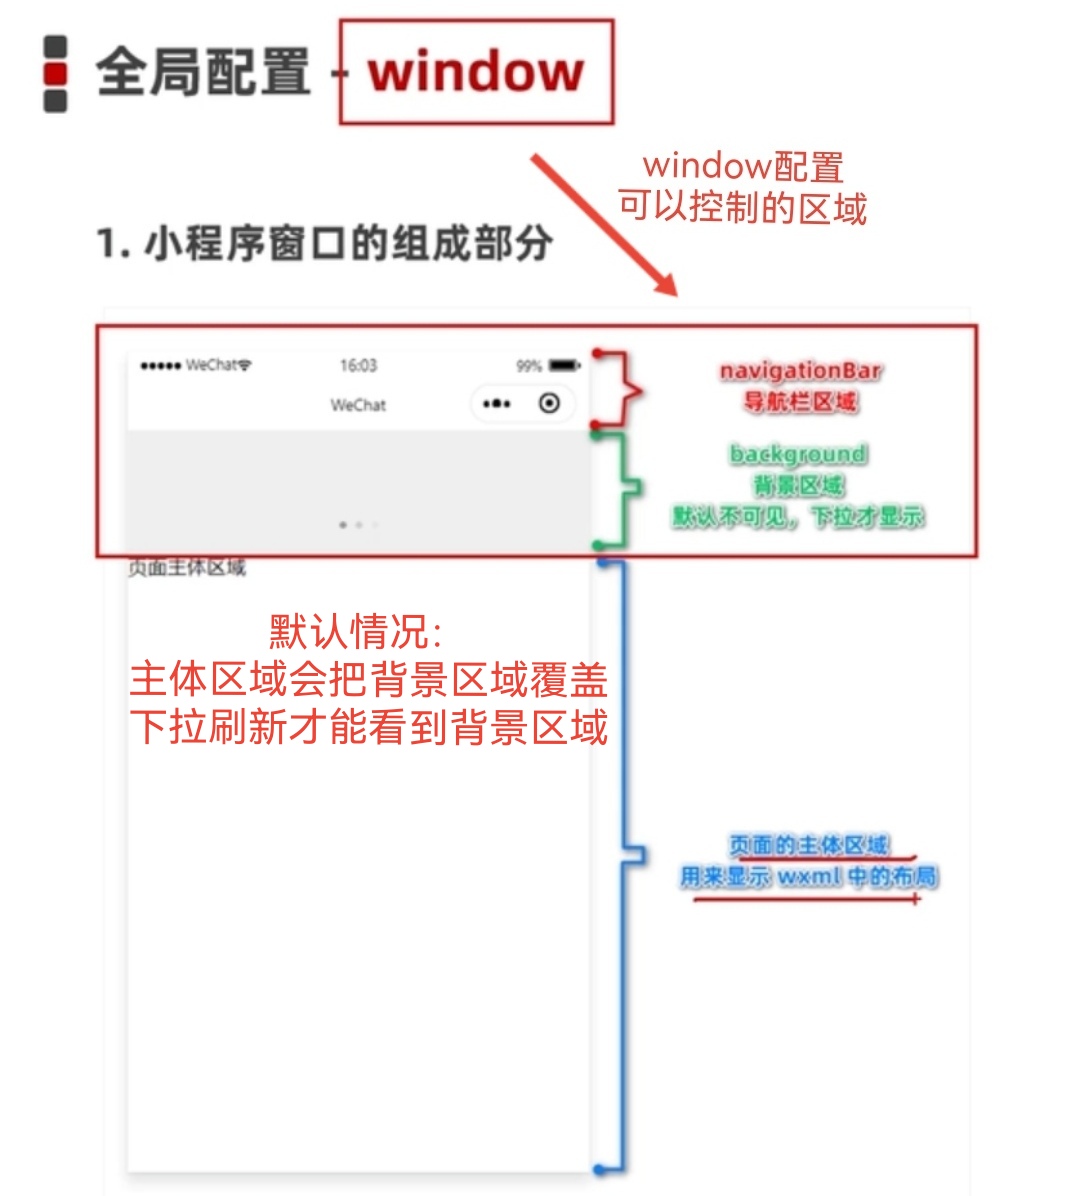 全局配置 - window
window配置
可以控制的区域
1. 小程序窗口的组成部分
WeChat 16:03 99%
WeChat
navigationBar
导航栏区域
background
背景区域
默认不可见，下拉才显示
页面主体区域
默认情况：
主体区域会把背景区域覆盖
下拉刷新才能看到背景区域
页面的主体区域
用来显示 wxml 中的布局